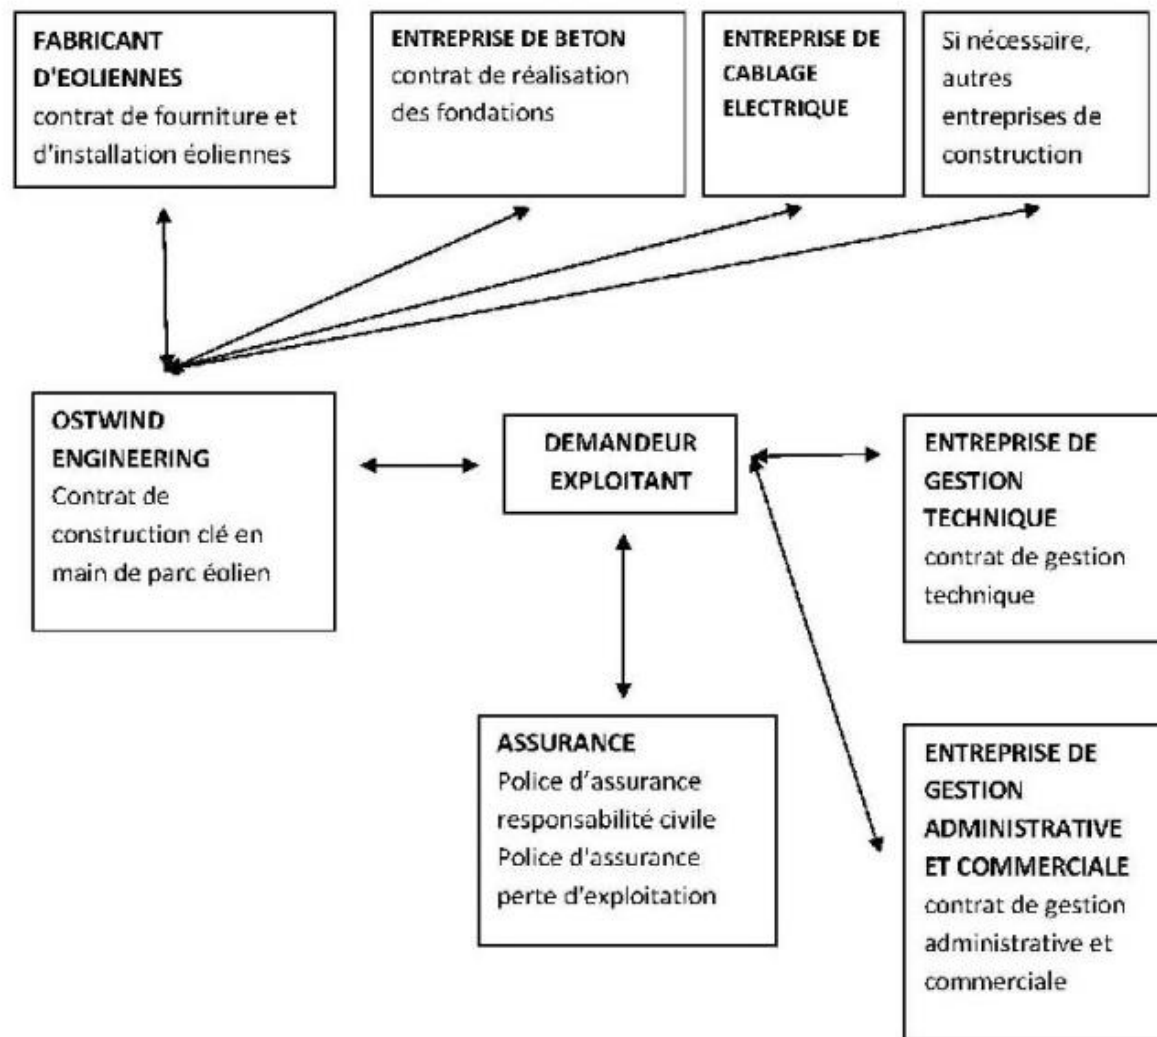 FABRICANT
D'EOLIENNES
contrat de fourniture et
d'installation éoliennes
ENTREPRISE DE BETON
contrat de réalisation
des fondations
ENTREPRISE DE
CABLAGE
ELECTRIQUE
Si nécessaire,
autres
entreprises de
construction
OSTWIND
ENGINEERING
Contrat de
construction clé en
main de parc éolien
DEMANDEUR
EXPLOITANT
ENTREPRISE DE
GESTION
TECHNIQUE
contrat de gestion
technique
ASSURANCE
Police d'assurance
responsabilité civile
Police d'assurance
perte d'exploitation
ENTREPRISE DE
GESTION
ADMINISTRATIVE
ET COMMERCIALE
contrat de gestion
administrative et
commerciale